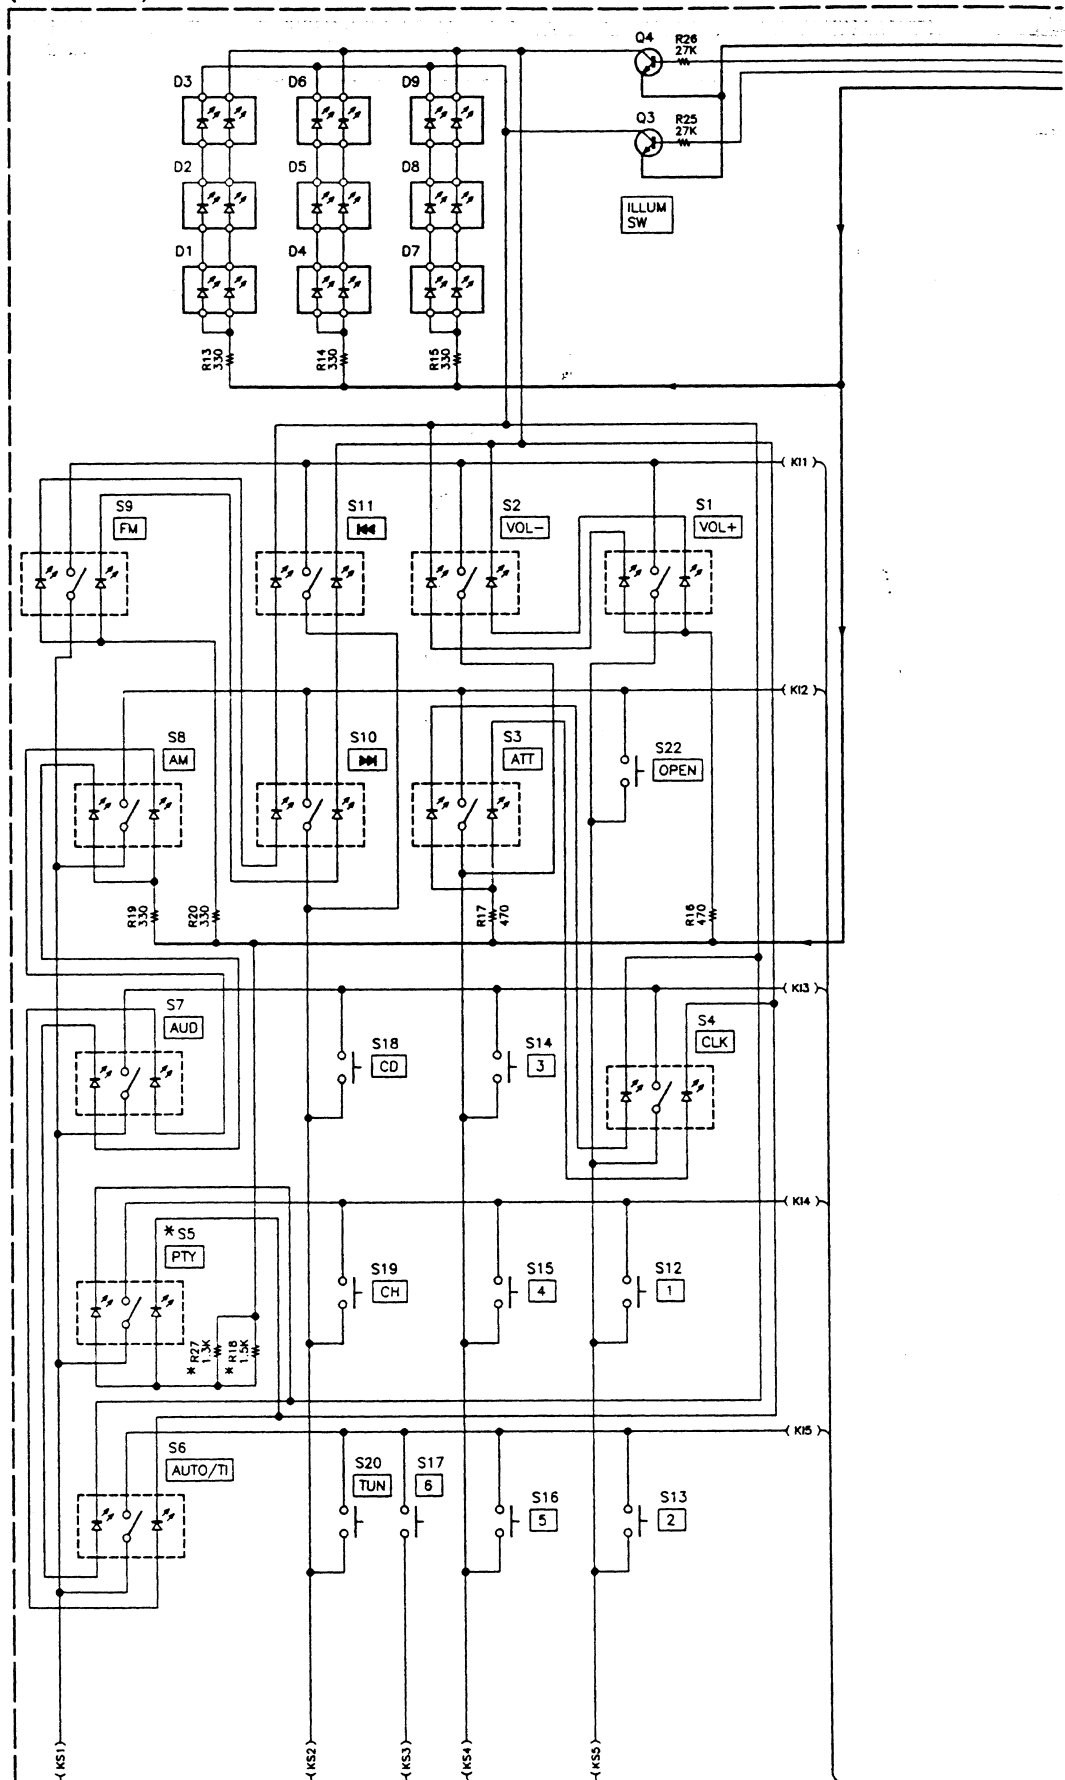 Q4
R26
27K
D3
D6
D9
Q3
R25
27K
D2
D5
D8
ILLUM
SW
D1
D4
D7
R13
330
R14
330
R15
330
KI1
S9
FM
S11
S2
VOL-
S1
VOL+
KI2
S8
AM
S10
S3
ATT
S22
OPEN
R19
330
R20
330
R17
470
R16
470
KI3
S7
AUD
S18
CD
S14
3
S4
CLK
KI4
*S5
PTY
S19
CH
S15
4
S12
1
*R27
1.3K
*R18
1.5K
KI5
S6
AUTO/TI
S20
TUN
S17
6
S16
5
S13
2
KS1
KS2
KS3
KS4
KS5